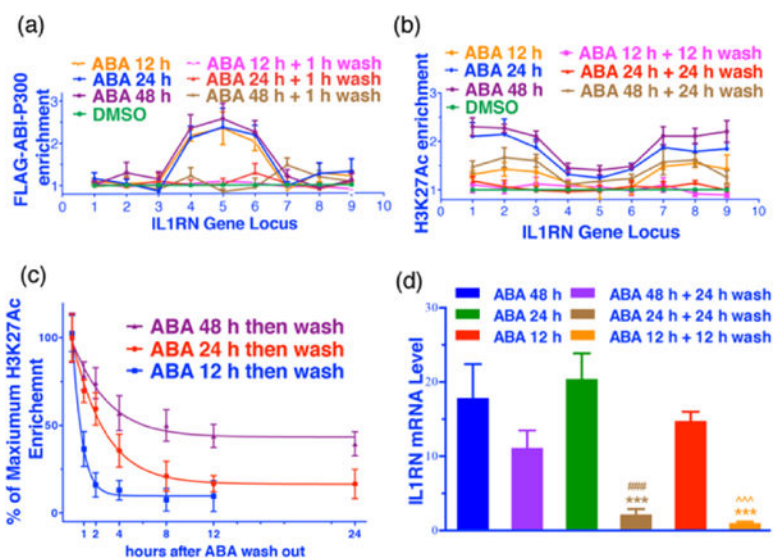 (a)
ABA 12 h
ABA 12 h + 1 h wash
ABA 24 h
ABA 24 h + 1 h wash
ABA 48 h
ABA 48 h + 1 h wash
DMSO
FLAG-ABI-P300
enrichment
3
2
1
0 1 2 3 4 5 6 7 8 9 10
IL1RN Gene Locus
(b)
ABA 12 h
ABA 12 h + 12 h wash
ABA 24 h
ABA 24 h + 24 h wash
ABA 48 h
ABA 48 h + 24 h wash
DMSO
H3K27Ac enrichment
3
2
1
0 1 2 3 4 5 6 7 8 9 10
IL1RN Gene Locus
(c)
ABA 48 h then wash
ABA 24 h then wash
ABA 12 h then wash
% of Maxiumum H3K27Ac
Enrichemnt
100
50
0
1 2 4 8 12 24
hours after ABA wash out
(d)
ABA 48 h
ABA 48 h + 24 h wash
ABA 24 h
ABA 24 h + 24 h wash
ABA 12 h
ABA 12 h + 12 h wash
IL1RN mRNA Level
30
20
10
0
###
***
^^^
***